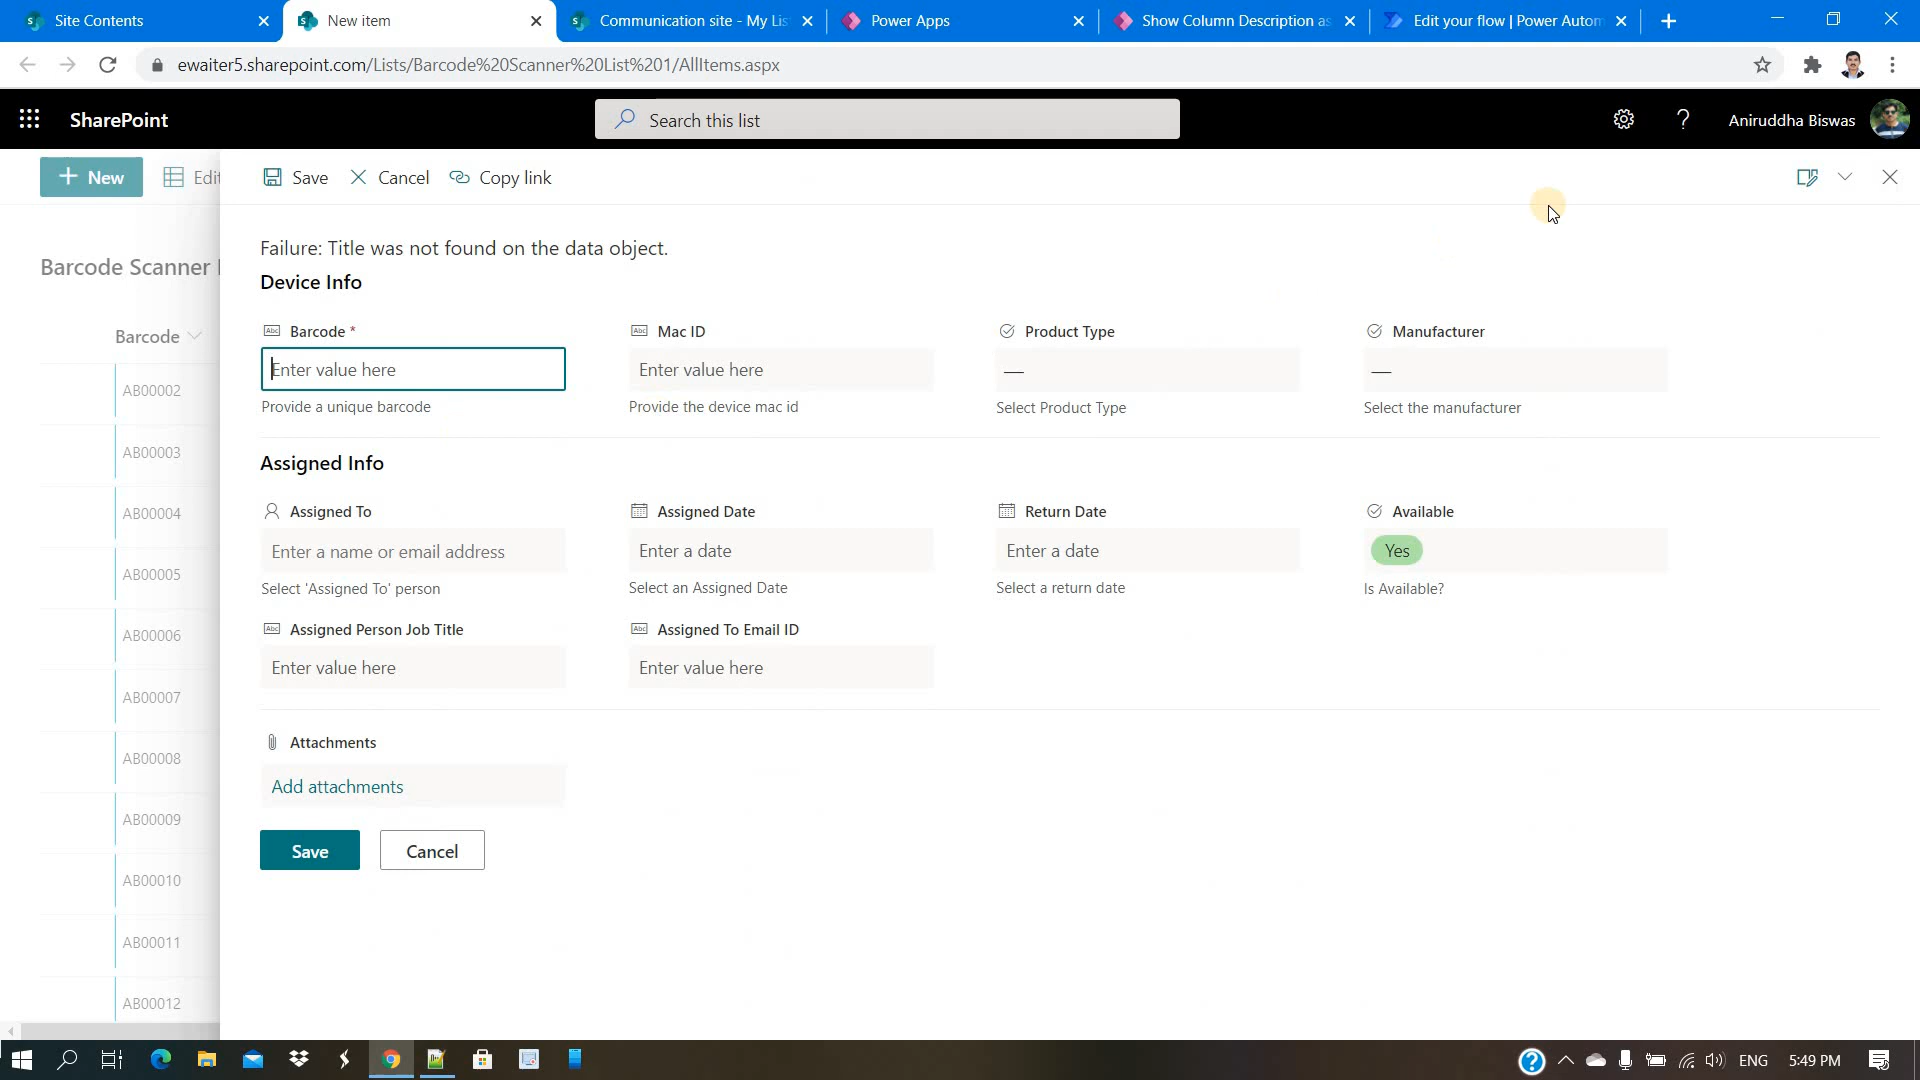 Site Contents
New item
Communication site - My Lis
Power Apps
Show Column Description as
Edit your flow | Power Autom
ewaiter5.sharepoint.com/Lists/Barcode%20Scanner%20List%201/AllItems.aspx
SharePoint
Search this list
Aniruddha Biswas
New
Edit
Save
Cancel
Copy link
Barcode Scanner
Failure: Title was not found on the data object.
Device Info
Barcode *
Mac ID
Product Type
Manufacturer
Enter value here
Enter value here
—
—
Provide a unique barcode
Provide the device mac id
Select Product Type
Select the manufacturer
Assigned Info
Assigned To
Assigned Date
Return Date
Available
Enter a name or email address
Enter a date
Enter a date
Yes
Select 'Assigned To' person
Select an Assigned Date
Select a return date
Is Available?
Assigned Person Job Title
Assigned To Email ID
Enter value here
Enter value here
Attachments
Add attachments
Save
Cancel
Barcode
AB00002
AB00003
AB00004
AB00005
AB00006
AB00007
AB00008
AB00009
AB00010
AB00011
AB00012
ENG
5:49 PM